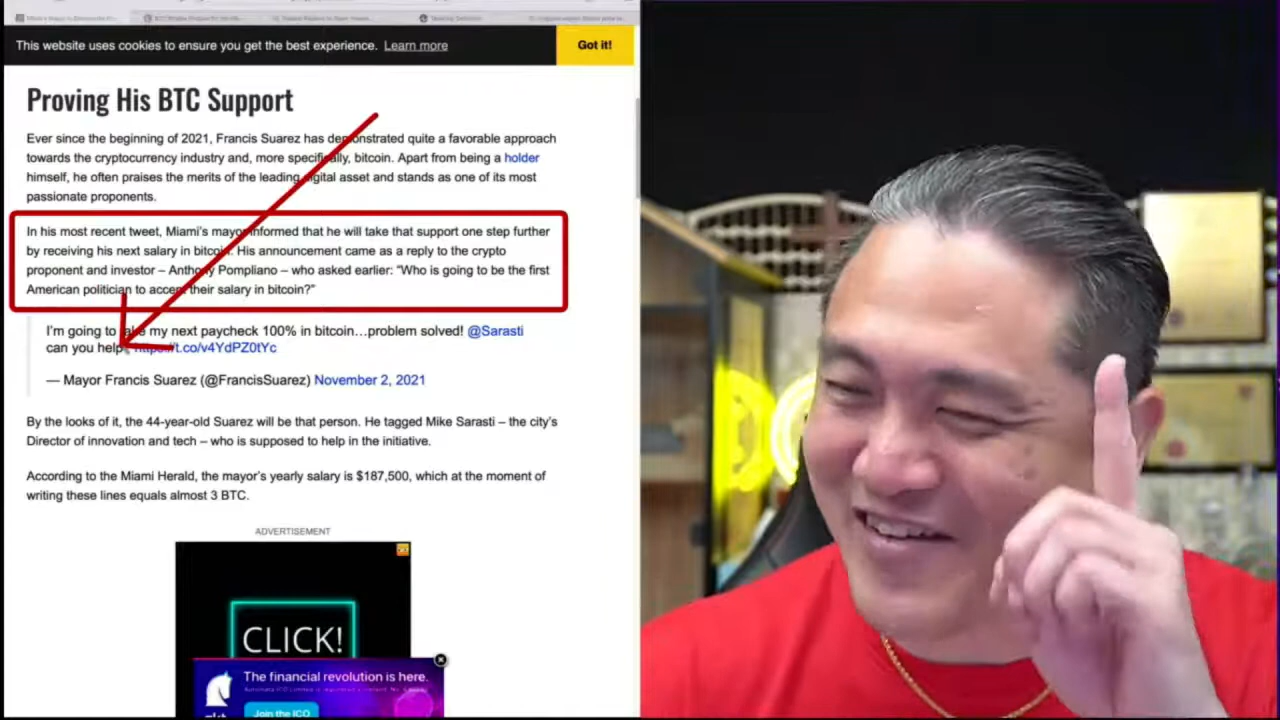 This website uses cookies to ensure you get the best experience. Learn more
Got it!
Proving His BTC Support
Ever since the beginning of 2021, Francis Suarez has demonstrated quite a favorable approach
towards the cryptocurrency industry and, more specifically, bitcoin. Apart from being a holder
himself, he often praises the merits of the leading digital asset and stands as one of its most
passionate proponents.
In his most recent tweet, Miami's mayor informed that he will take that support one step further
by receiving his next salary in bitcoin. His announcement came as a reply to the crypto
proponent and investor – Anthony Pompliano – who asked earlier: "Who is going to be the first
American politician to accept their salary in bitcoin?"
I'm going to take my next paycheck 100% in bitcoin…problem solved! @Sarasti
can you help? https://t.co/v4YdPZ0tYc
— Mayor Francis Suarez (@FrancisSuarez) November 2, 2021
By the looks of it, the 44-year-old Suarez will be that person. He tagged Mike Sarasti – the city's
Director of innovation and tech – who is supposed to help in the initiative.
According to the Miami Herald, the mayor's yearly salary is $187,500, which at the moment of
writing these lines equals almost 3 BTC.
ADVERTISEMENT
CLICK!
The financial revolution is here.
Join the ICO